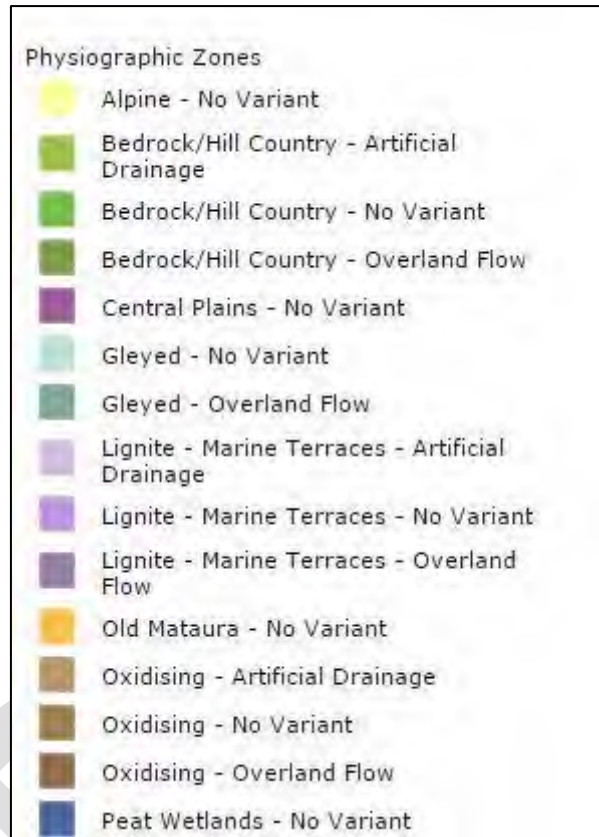 Physiographic Zones
Alpine - No Variant
Bedrock/Hill Country - Artificial
Drainage
Bedrock/Hill Country - No Variant
Bedrock/Hill Country - Overland Flow
Central Plains - No Variant
Gleyed - No Variant
Gleyed - Overland Flow
Lignite - Marine Terraces - Artificial
Drainage
Lignite - Marine Terraces - No Variant
Lignite - Marine Terraces - Overland
Flow
Old Mataura - No Variant
Oxidising - Artificial Drainage
Oxidising - No Variant
Oxidising - Overland Flow
Peat Wetlands - No Variant